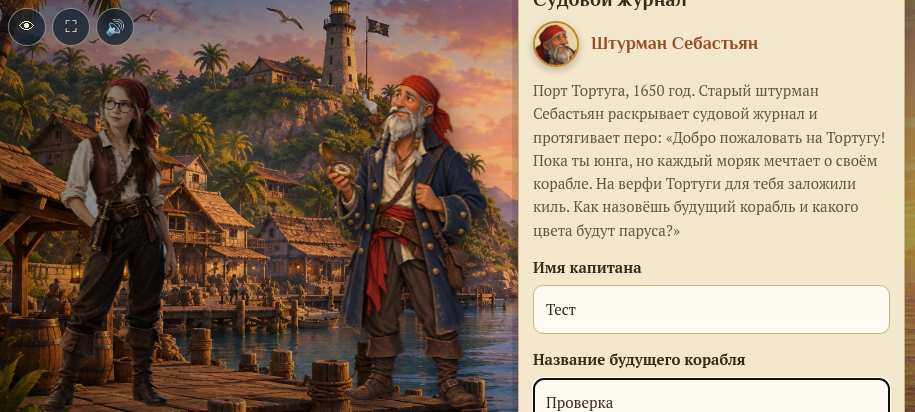 Судовой журнал
Штурман Себастьян
Порт Тортуга, 1650 год. Старый штурман
Себастьян раскрывает судовой журнал и
протягивает перо: «Добро пожаловать на Тортугу!
Пока ты юнга, но каждый моряк мечтает о своём
корабле. На верфи Тортуги для тебя заложили
киль. Как назовёшь будущий корабль и какого
цвета будут паруса?»
Имя капитана
Тест
Название будущего корабля
Проверка